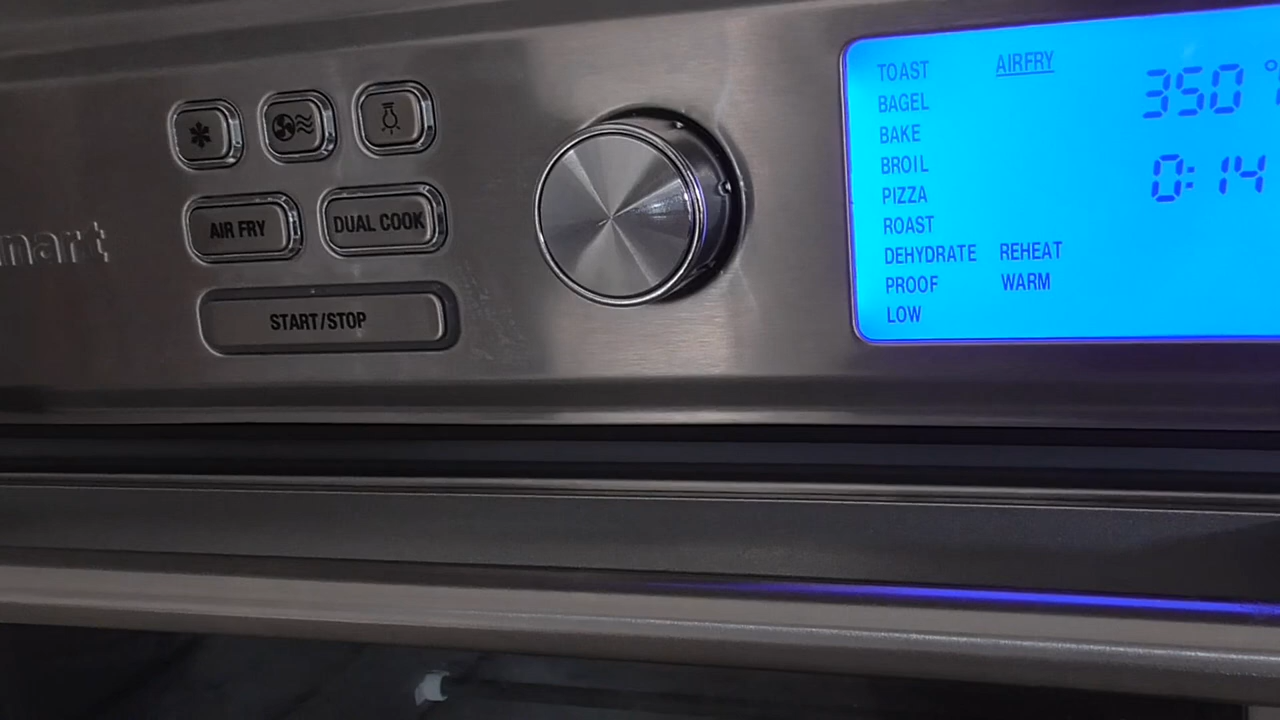 AIR FRY
DUAL COOK
START/STOP
TOAST AIRFRY
BAGEL
BAKE
BROIL
PIZZA
ROAST
DEHYDRATE REHEAT
PROOF WARM
LOW
350°
0:14